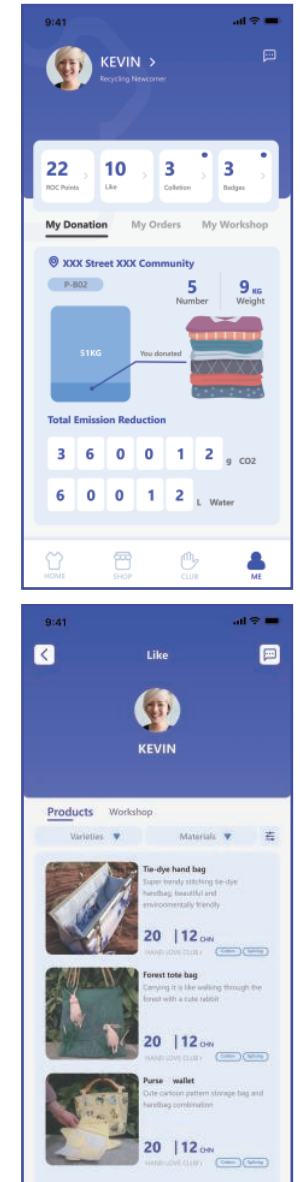 9:41
KEVIN >
Recycling Newcomer
22
10
3
3
ROC Points
Like
Colletion
Badges
My Donation
My Orders
My Workshop
XXX Street XXX Community
P-B02
5
9 KG
Number
Weight
51KG
You donated
Total Emission Reduction
3 6 0 0 1 2 g CO2
6 0 0 1 2 L Water
HOME
SHOP
CLUB
ME
9:41
Like
KEVIN
Products
Workshop
Varieties
Materials
Tie-dye hand bag
Super trendy stitching tie-dye
handbag, beautiful and
environmentally friendly
20 | 12 CHN
HAND LOVE CLUB>
Cotton
Splicing
Forest tote bag
Carrying it is like walking through the
forest with a cute rabbit
20 | 12 CHN
HAND LOVE CLUB>
Cotton
Splicing
Purse wallet
Cute cartoon pattern storage bag and
handbag combination
20 | 12 CHN
HAND LOVE CLUB>
Cotton
Splicing